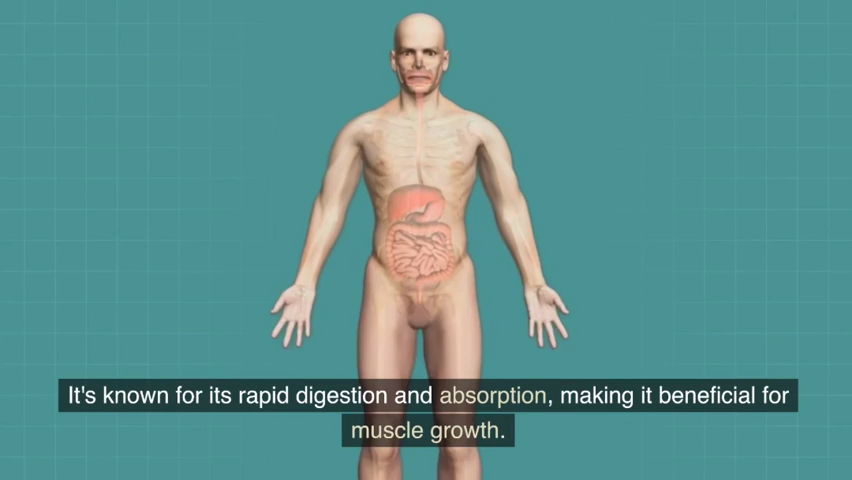 It's known for its rapid digestion and absorption, making it beneficial for
muscle growth.